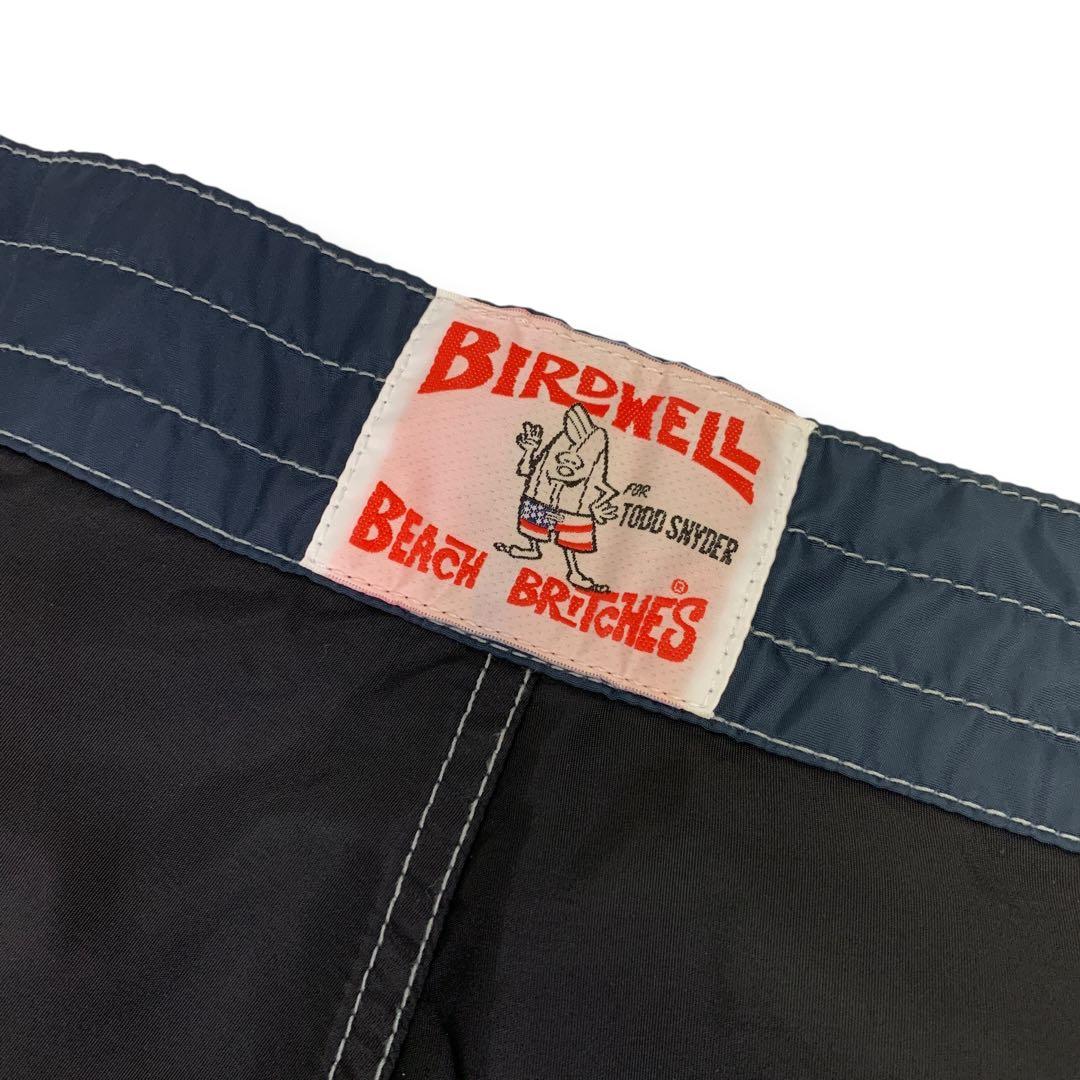 BIRDWELL
FOR
TODD SNYDER
BEACH BRITCHES®